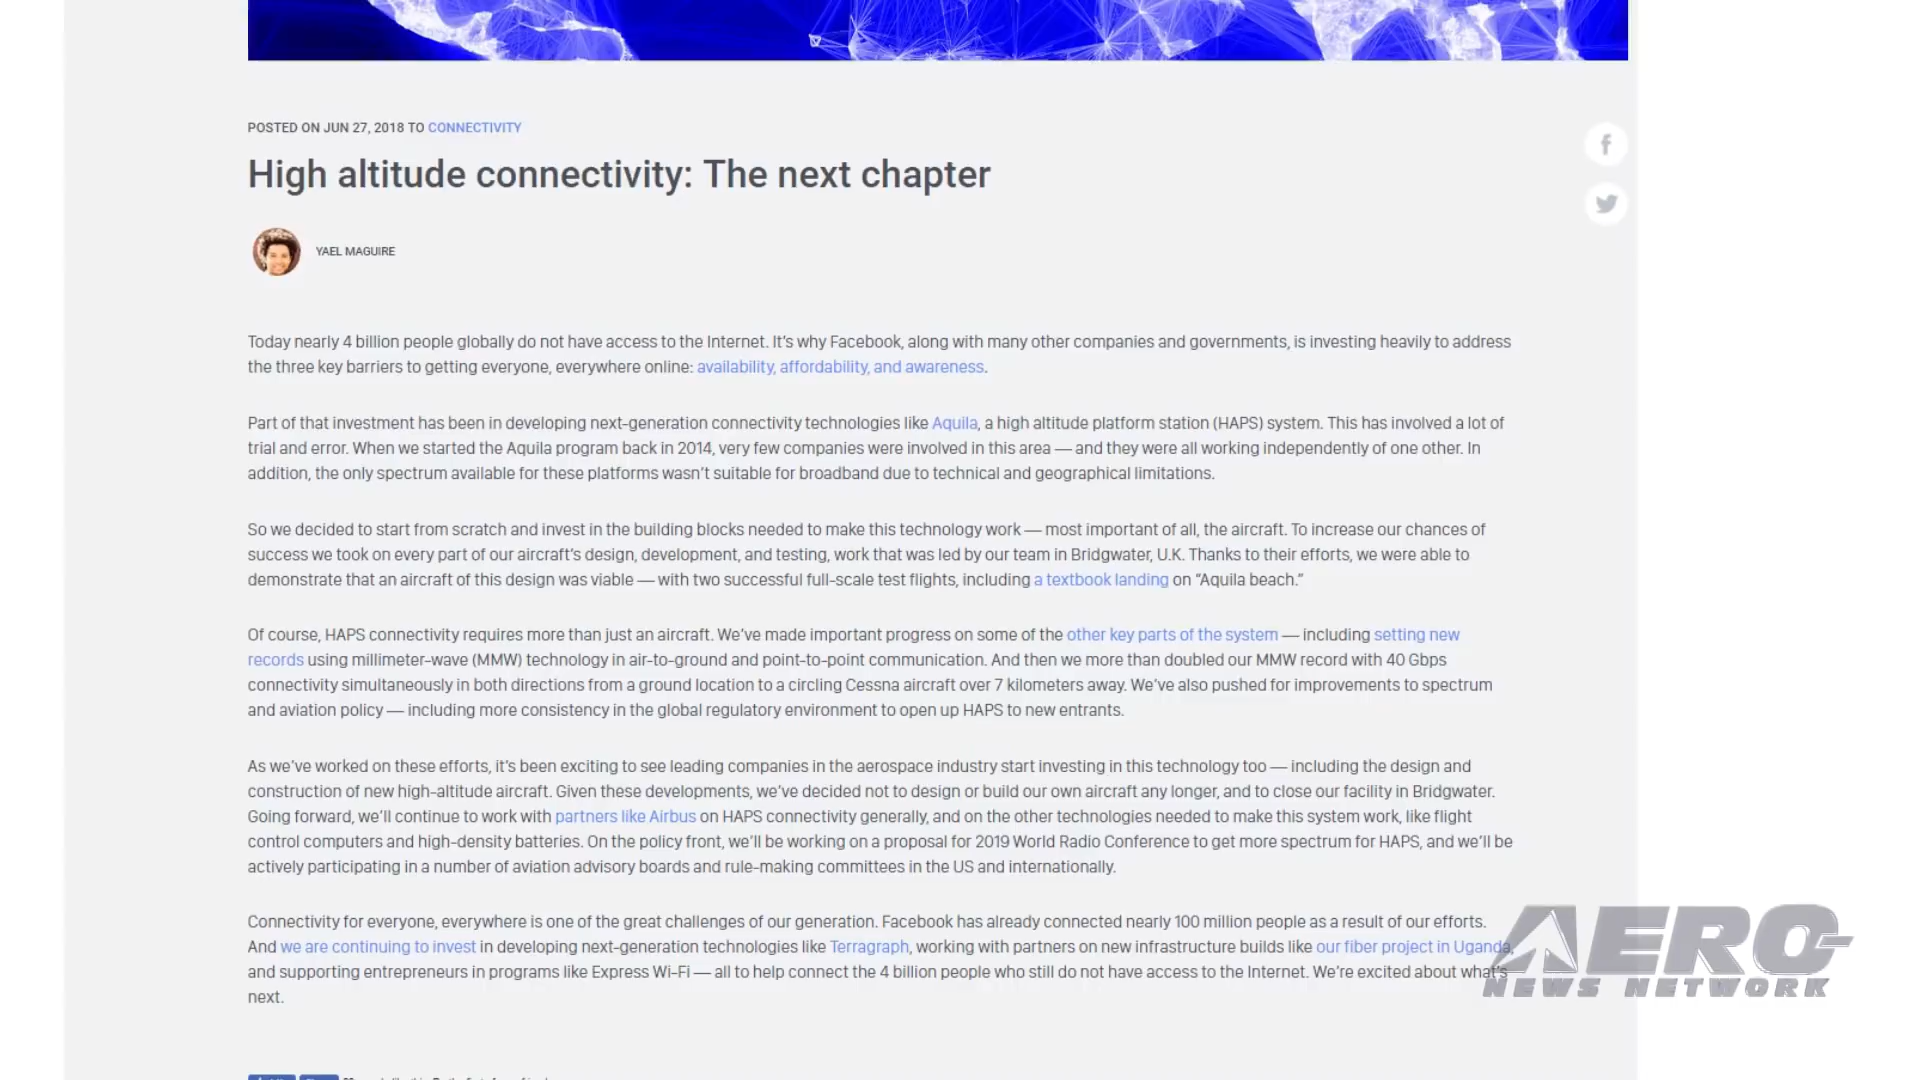 POSTED ON JUN 27, 2018 TO CONNECTIVITY
High altitude connectivity: The next chapter
YAEL MAGUIRE
Today nearly 4 billion people globally do not have access to the Internet. It's why Facebook, along with many other companies and governments, is investing heavily to address
the three key barriers to getting everyone, everywhere online: availability, affordability, and awareness.
Part of that investment has been in developing next-generation connectivity technologies like Aquila, a high altitude platform station (HAPS) system. This has involved a lot of
trial and error. When we started the Aquila program back in 2014, very few companies were involved in this area — and they were all working independently of one other. In
addition, the only spectrum available for these platforms wasn't suitable for broadband due to technical and geographical limitations.
So we decided to start from scratch and invest in the building blocks needed to make this technology work — most important of all, the aircraft. To increase our chances of
success we took on every part of our aircraft's design, development, and testing, work that was led by our team in Bridgwater, U.K. Thanks to their efforts, we were able to
demonstrate that an aircraft of this design was viable — with two successful full-scale test flights, including a textbook landing on “Aquila beach.”
Of course, HAPS connectivity requires more than just an aircraft. We've made important progress on some of the other key parts of the system — including setting new
records using millimeter-wave (MMW) technology in air-to-ground and point-to-point communication. And then we more than doubled our MMW record with 40 Gbps
connectivity simultaneously in both directions from a ground location to a circling Cessna aircraft over 7 kilometers away. We've also pushed for improvements to spectrum
and aviation policy — including more consistency in the global regulatory environment to open up HAPS to new entrants.
As we've worked on these efforts, it's been exciting to see leading companies in the aerospace industry start investing in this technology too — including the design and
construction of new high-altitude aircraft. Given these developments, we've decided not to design or build our own aircraft any longer, and to close our facility in Bridgwater.
Going forward, we'll continue to work with partners like Airbus on HAPS connectivity generally, and on the other technologies needed to make this system work, like flight
control computers and high-density batteries. On the policy front, we'll be working on a proposal for 2019 World Radio Conference to get more spectrum for HAPS, and we'll be
actively participating in a number of aviation advisory boards and rule-making committees in the US and internationally.
Connectivity for everyone, everywhere is one of the great challenges of our generation. Facebook has already connected nearly 100 million people as a result of our efforts.
And we are continuing to invest in developing next-generation technologies like Terragraph, working with partners on new infrastructure builds like our fiber project in Uganda,
and supporting entrepreneurs in programs like Express Wi-Fi — all to help connect the 4 billion people who still do not have access to the Internet. We're excited about what's
next.
AERO-
NEWS NETWORK